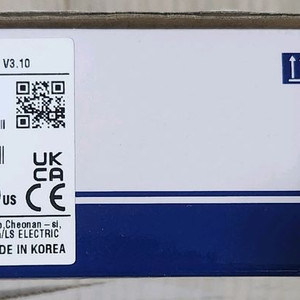 V3.10
UK
CA
US CE
,Cheonan-si,
A/LS ELECTRIC
DE IN KOREA